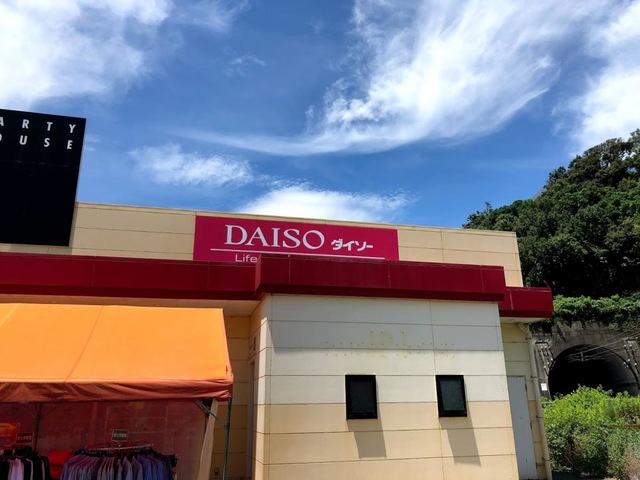 ARTY
OUSE
DAISO ダイソー
Life